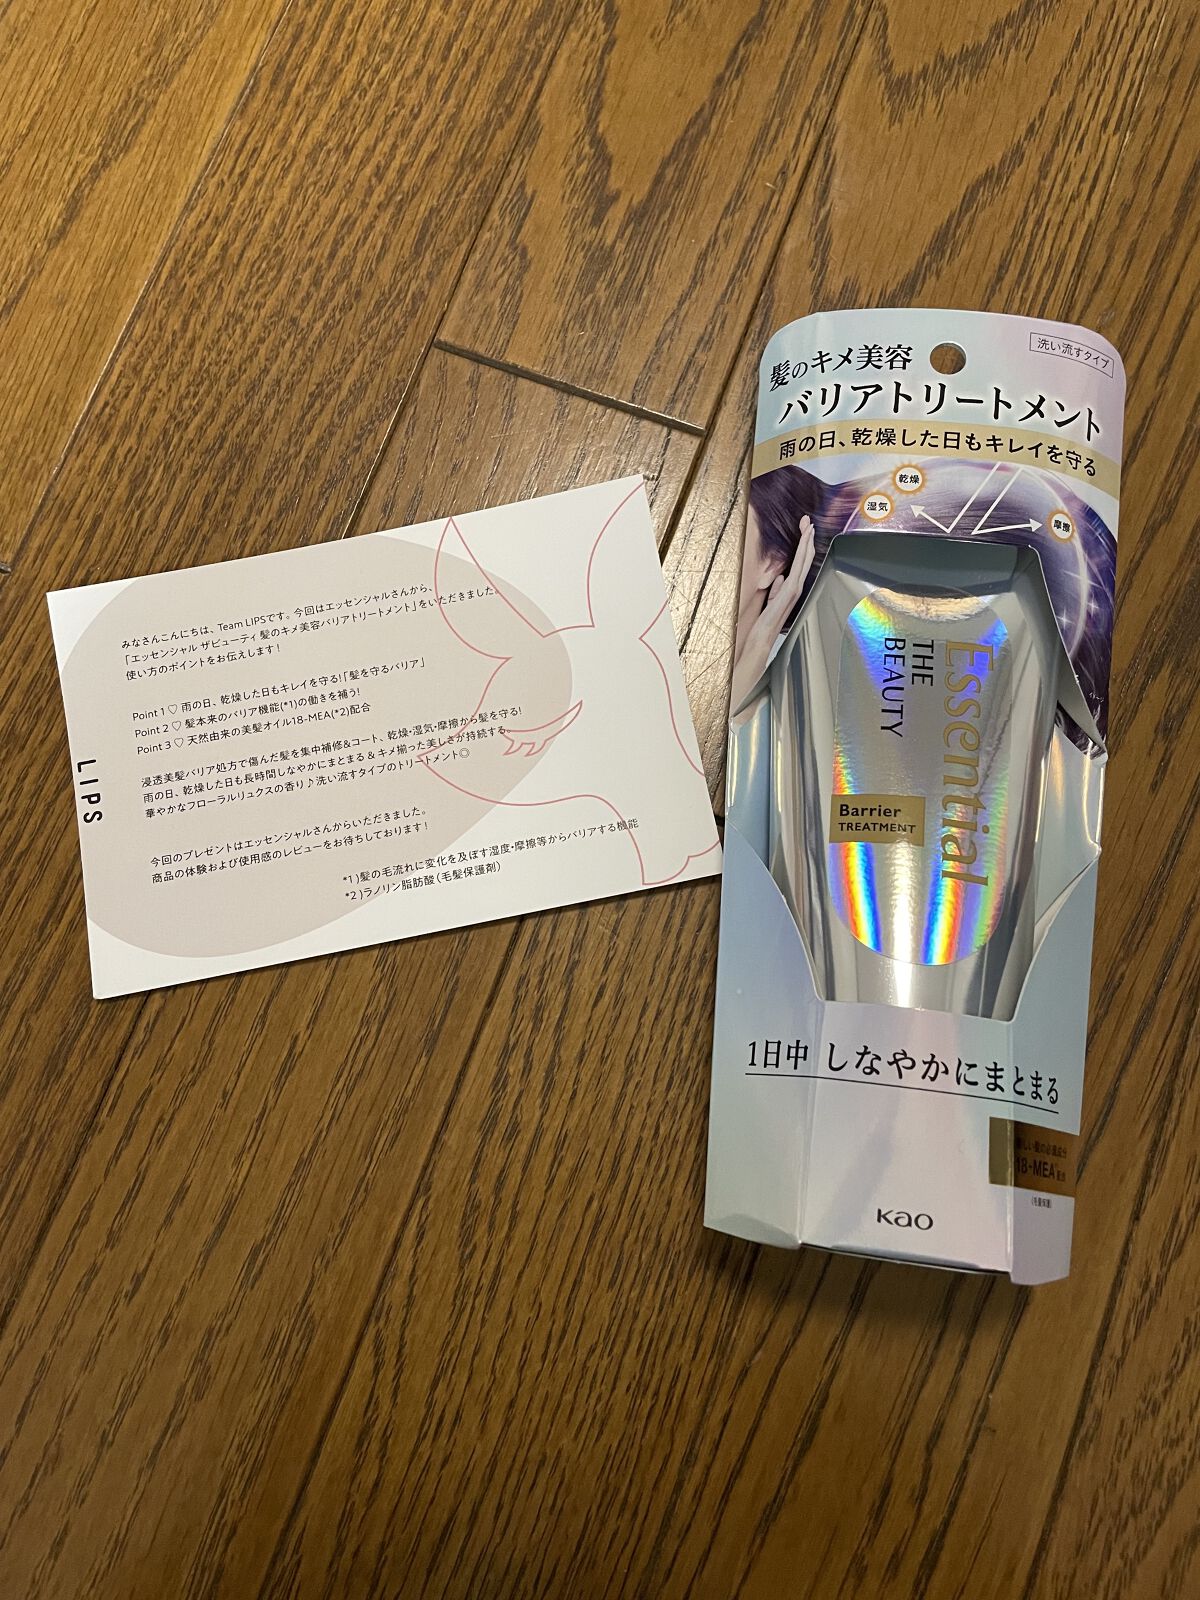 みなさんこんにちは、Team LIPSです。今回はエッセンシャルさんから、
「エッセンシャル ザビューティ 髪のキメ美容バリアトリートメント」をいただきました。
使い方のポイントをお伝えします!
Point 1 ♡ 雨の日、乾燥した日もキレイを守る!「髪を守るバリア」
Point 2 ♡ 髪本来のバリア機能(*1)の働きを補う!
Point 3 ♡ 天然由来の美髪オイル18-MEA(*2)配合
浸透美髪バリア処方で傷んだ髪を集中補修&コート、乾燥・湿気・摩擦から髪を守る!
雨の日、乾燥した日も長時間しなやかにまとまる & キメ揃った美しさが持続する。
華やかなフローラルリュクスの香り♪洗い流すタイプのトリートメント◎
今回のプレゼントはエッセンシャルさんからいただきました。
商品の体験および使用感のレビューをお待ちしております!
*1)髪の毛流れに変化を及ぼす湿度・摩擦等からバリアする機能
*2)ラノリン脂肪酸(毛髪保護剤)
LIPS
洗い流すタイプ
髪のキメ美容
バリアトリートメント
雨の日、乾燥した日もキレイを守る
乾燥
湿気
摩擦
イメージ
Essential
THE
BEAUTY
Barrier
TREATMENT
1日中 しなやかにまとまる
18-MEA 配合
Kao